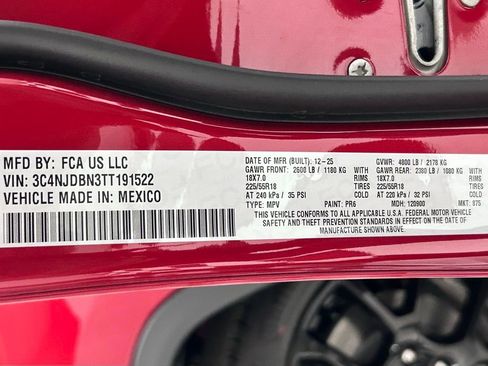 MFD BY: FCA US LLC
VIN: 3C4NJDBN3TT191522
VEHICLE MADE IN: MEXICO
DATE OF MFR (BUILT): 12-25 GVWR: 4800 LB / 2178 KG
GAWR FRONT: 2608 LB / 1180 KG GAWR REAR: 2380 LB / 1080 KG
18X7.0 RIMS 18X7.0 RIMS
225/55R18 TIRES 225/55R18 TIRES
AT 240 kPa / 35 PSI COLD AT 220 kPa / 32 PSI COLD
TYPE: MPV PAINT: PR6 MDH: 120900 MKT: 875
THIS VEHICLE CONFORMS TO ALL APPLICABLE U.S.A. FEDERAL MOTOR VEHICLE
SAFETY AND THEFT PREVENTION STANDARDS IN EFFECT ON THE DATE OF
MANUFACTURE SHOWN ABOVE.